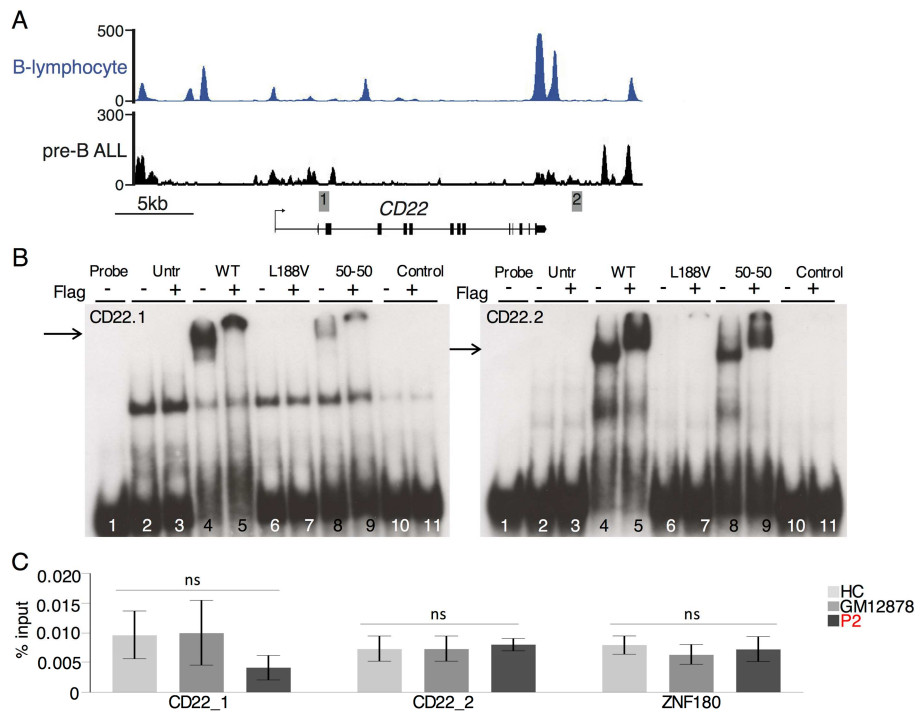 A
500
B-lymphocyte
0
300
pre-B ALL
0
5kb
1
CD22
2
B
Probe Untr WT L188V 50-50 Control
Flag - - + - + - + - + - +
CD22.1
1 2 3 4 5 6 7 8 9 10 11
Probe Untr WT L188V 50-50 Control
Flag - - + - + - + - + - +
CD22.2
1 2 3 4 5 6 7 8 9 10 11
C
0.020
0.015
0.010
0.005
0
% input
ns
ns
ns
CD22_1
CD22_2
ZNF180
HC
GM12878
P2